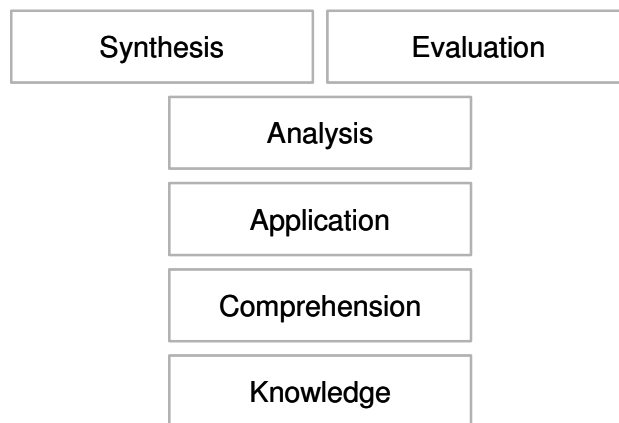 Synthesis
Evaluation
Analysis
Application
Comprehension
Knowledge